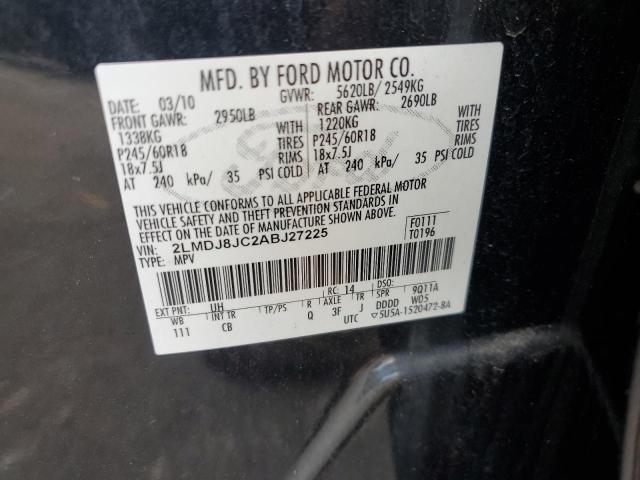 MFD. BY FORD MOTOR CO.
DATE: 03/10 GVWR: 5620LB/ 2549KG
FRONT GAWR: 2950LB REAR GAWR: 2690LB
1338KG WITH 1220KG WITH
P245/60R18 TIRES P245/60R18 TIRES
18x7.5J RIMS 18x7.5J RIMS
AT 240 kPa/ 35 PSI COLD AT 240 kPa/ 35 PSI COLD
THIS VEHICLE CONFORMS TO ALL APPLICABLE FEDERAL MOTOR
VEHICLE SAFETY AND THEFT PREVENTION STANDARDS IN
EFFECT ON THE DATE OF MANUFACTURE SHOWN ABOVE.
VIN: 2LMDJ8JC2ABJ27225 F0111
TYPE: MPV T0196
EXT PNT: UH RC: 14 DSO:
WB INT TR TP/PS R AXLE TR SPR 9Q11A
111 CB Q 3F J DDDD W05
UTC ▽5U5A-1520472-BA
Ford